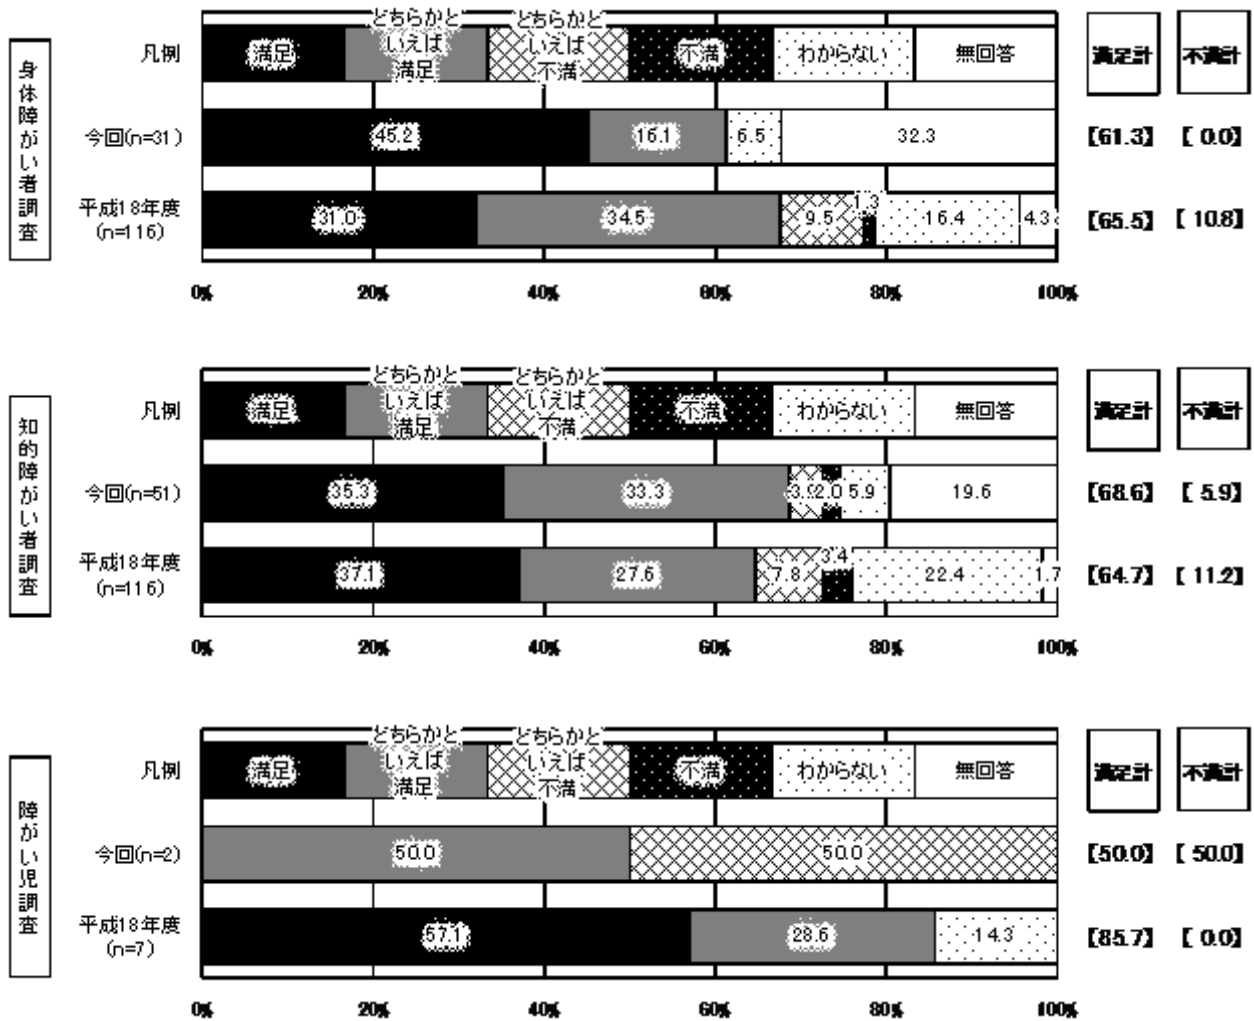 身体障がい者調査
凡例
満足
どちらかと
いえば
満足
どちらかと
いえば
不満
不満
わからない
無回答
満足計
不満計
今回(n=31)
45.2
16.1
6.5
32.3
【61.3】
【 0.0】
平成18年度
(n=116)
31.0
34.5
9.5
1.3
16.4
4.3
【65.5】
【 10.8】
0%
20%
40%
60%
80%
100%
知的障がい者調査
凡例
満足
どちらかと
いえば
満足
どちらかと
いえば
不満
不満
わからない
無回答
満足計
不満計
今回(n=51)
35.3
33.3
3.9
2.0
5.9
19.6
【68.6】
【 5.9】
平成18年度
(n=116)
37.1
27.6
7.8
3.4
22.4
1.7
【64.7】
【 11.2】
0%
20%
40%
60%
80%
100%
障がい児調査
凡例
満足
どちらかと
いえば
満足
どちらかと
いえば
不満
不満
わからない
無回答
満足計
不満計
今回(n=2)
50.0
50.0
【50.0】
【 50.0】
平成18年度
(n=7)
57.1
28.6
14.3
【85.7】
【 0.0】
0%
20%
40%
60%
80%
100%